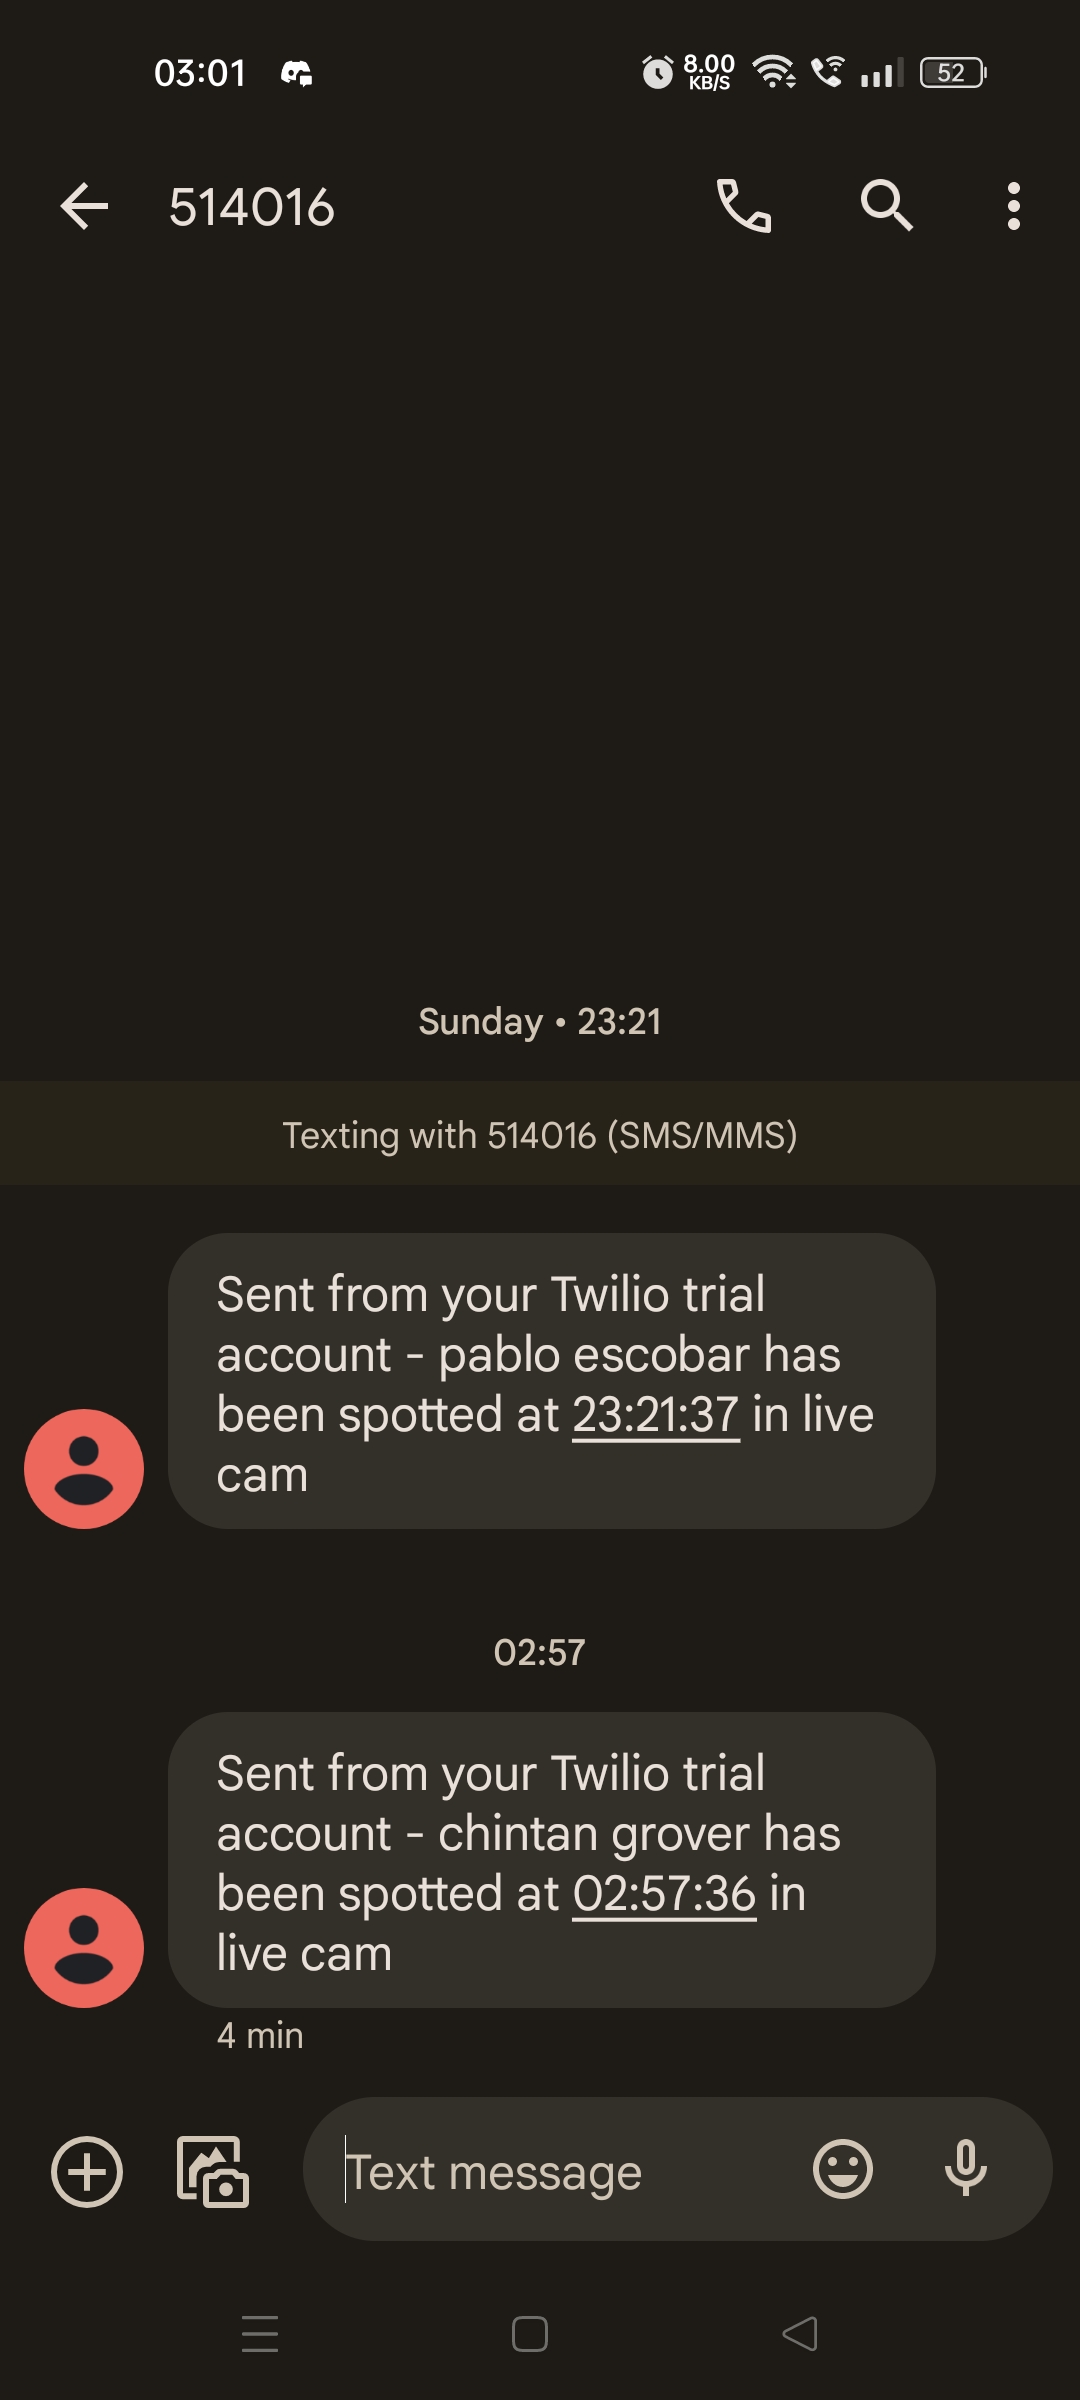 03:01
8.00
KB/S
52
514016
Sunday • 23:21
Texting with 514016 (SMS/MMS)
Sent from your Twilio trial
account - pablo escobar has
been spotted at 23:21:37 in live
cam
02:57
Sent from your Twilio trial
account - chintan grover has
been spotted at 02:57:36 in
live cam
4 min
Text message